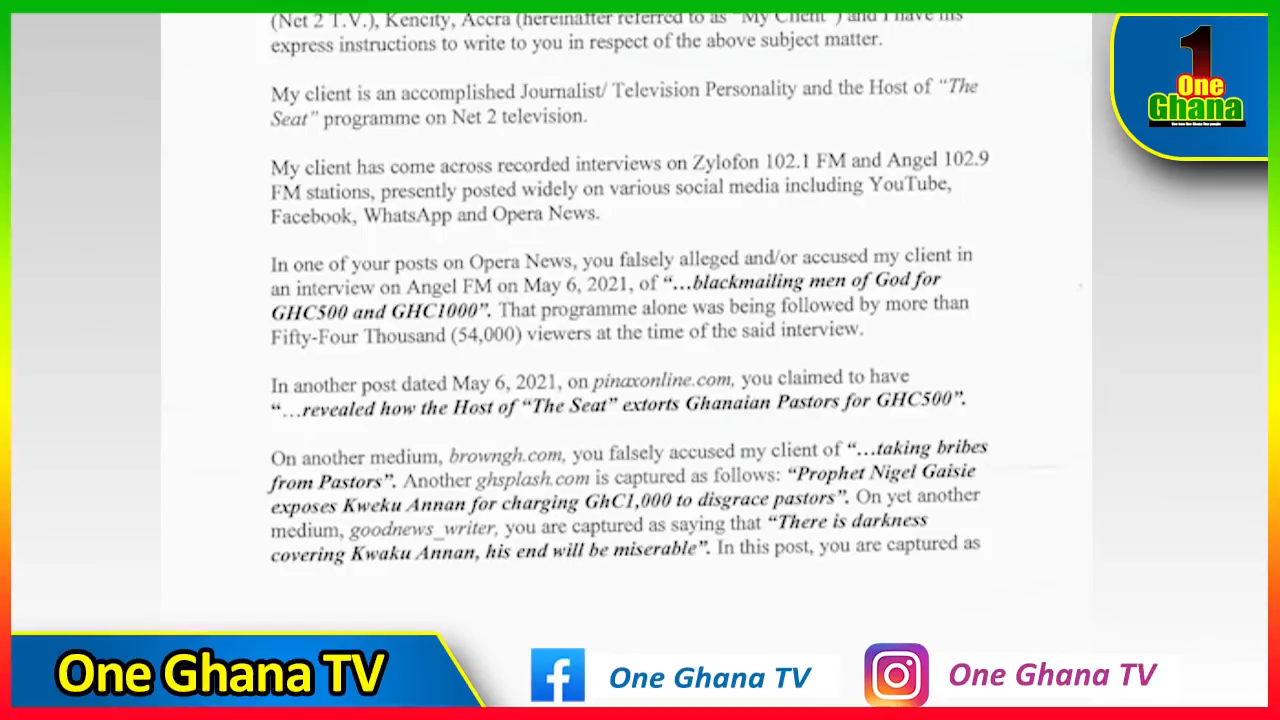 (Net 2 T.V.), Kencity, Accra (hereinafter referred to as "My Client") and I have his
express instructions to write to you in respect of the above subject matter.
My client is an accomplished Journalist/ Television Personality and the Host of "The
Seat" programme on Net 2 television.
My client has come across recorded interviews on Zylofon 102.1 FM and Angel 102.9
FM stations, presently posted widely on various social media including YouTube,
Facebook, WhatsApp and Opera News.
In one of your posts on Opera News, you falsely alleged and/or accused my client in
an interview on Angel FM on May 6, 2021, of "...blackmailing men of God for
GHC500 and GHC1000". That programme alone was being followed by more than
Fifty-Four Thousand (54,000) viewers at the time of the said interview.
In another post dated May 6, 2021, on pinaxonline.com, you claimed to have
"...revealed how the Host of "The Seat" extorts Ghanaian Pastors for GHC500".
On another medium, browngh.com, you falsely accused my client of "...taking bribes
from Pastors". Another ghsplash.com is captured as follows: "Prophet Nigel Gaisie
exposes Kweku Annan for charging GhC1,000 to disgrace pastors". On yet another
medium, goodnews_writer, you are captured as saying that "There is darkness
covering Kwaku Annan, his end will be miserable". In this post, you are captured as
1
One
Ghana
One Ghana TV
One Ghana TV
One Ghana TV